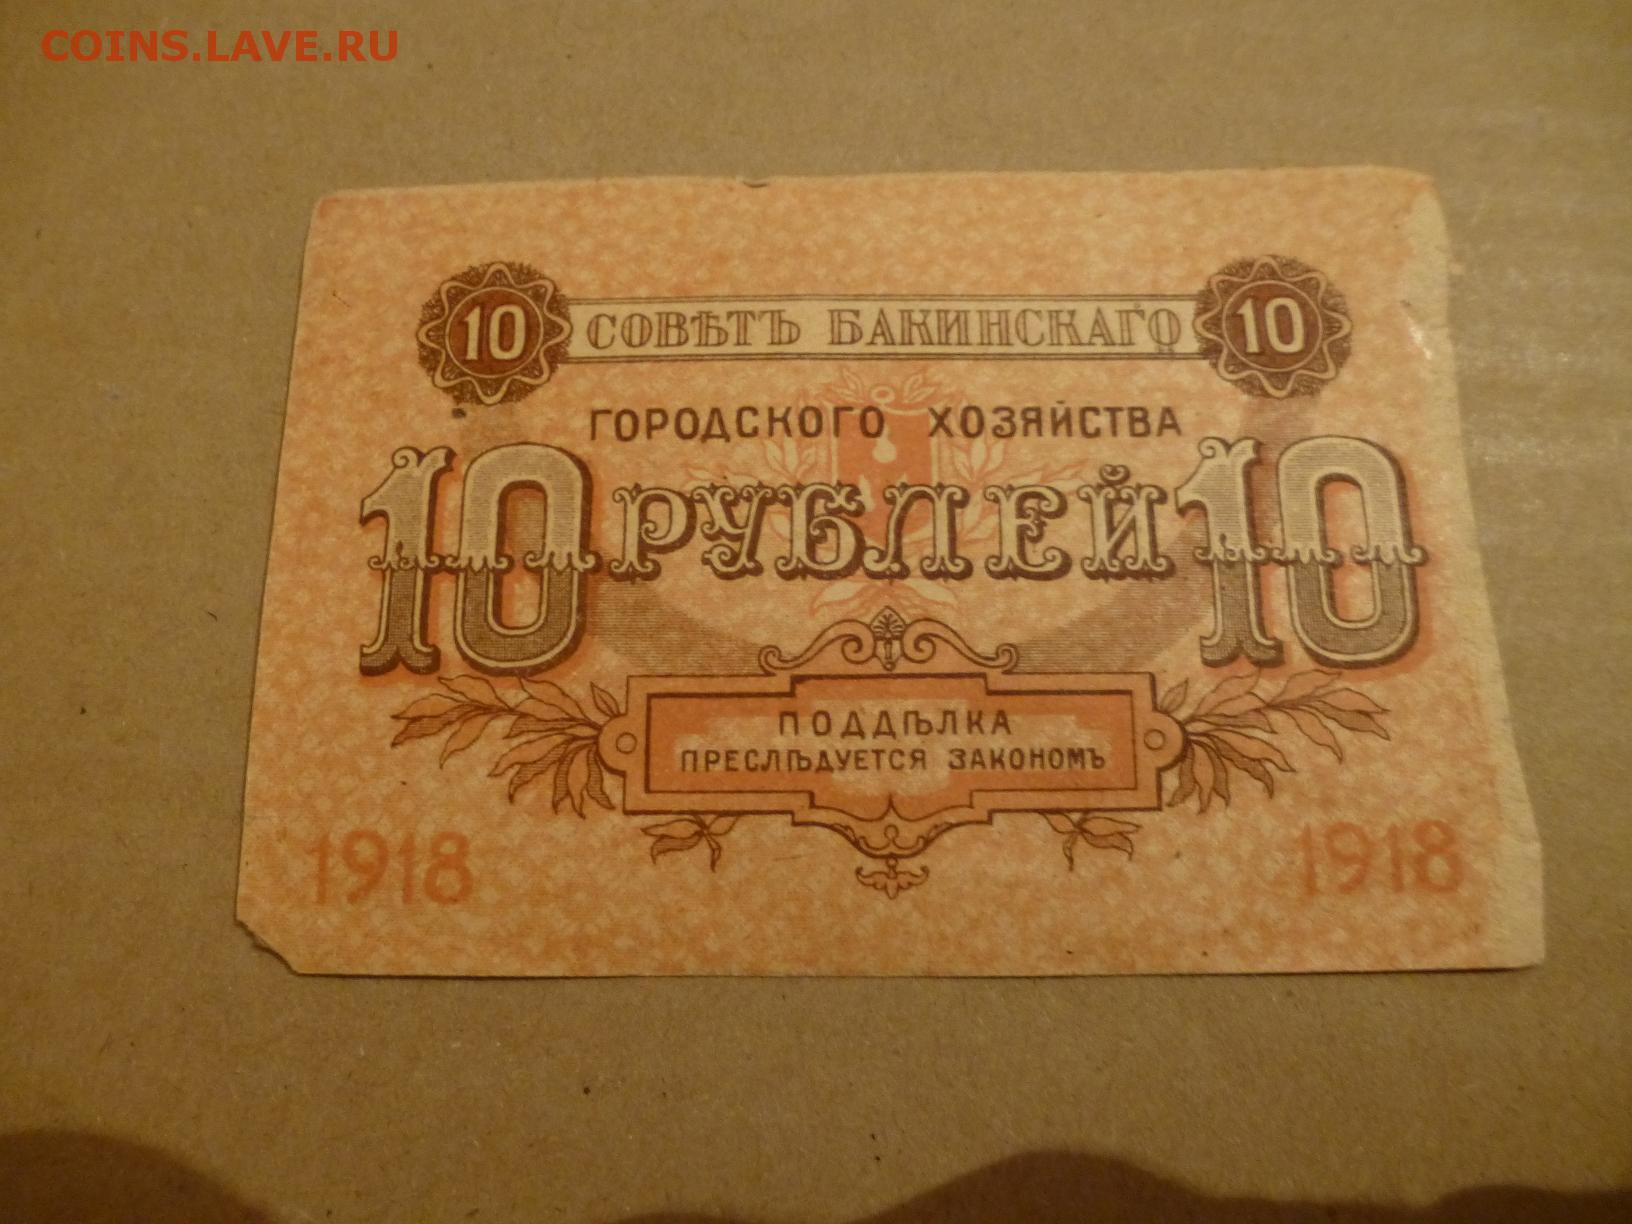 COINS.LAVE.RU
10 СОВѢТЪ БАКИНСКАГО 10
ГОРОДСКОГО ХОЗЯЙСТВА
10 РУБЛЕЙ 10
ПОДДѢЛКА
ПРЕСЛѢДУЕТСЯ ЗАКОНОМЪ
1918 1918